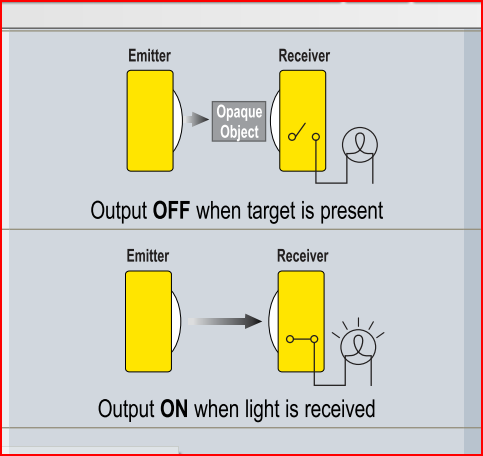 Emitter
Receiver
Opaque
Object
Output OFF when target is present
Emitter
Receiver
Output ON when light is received